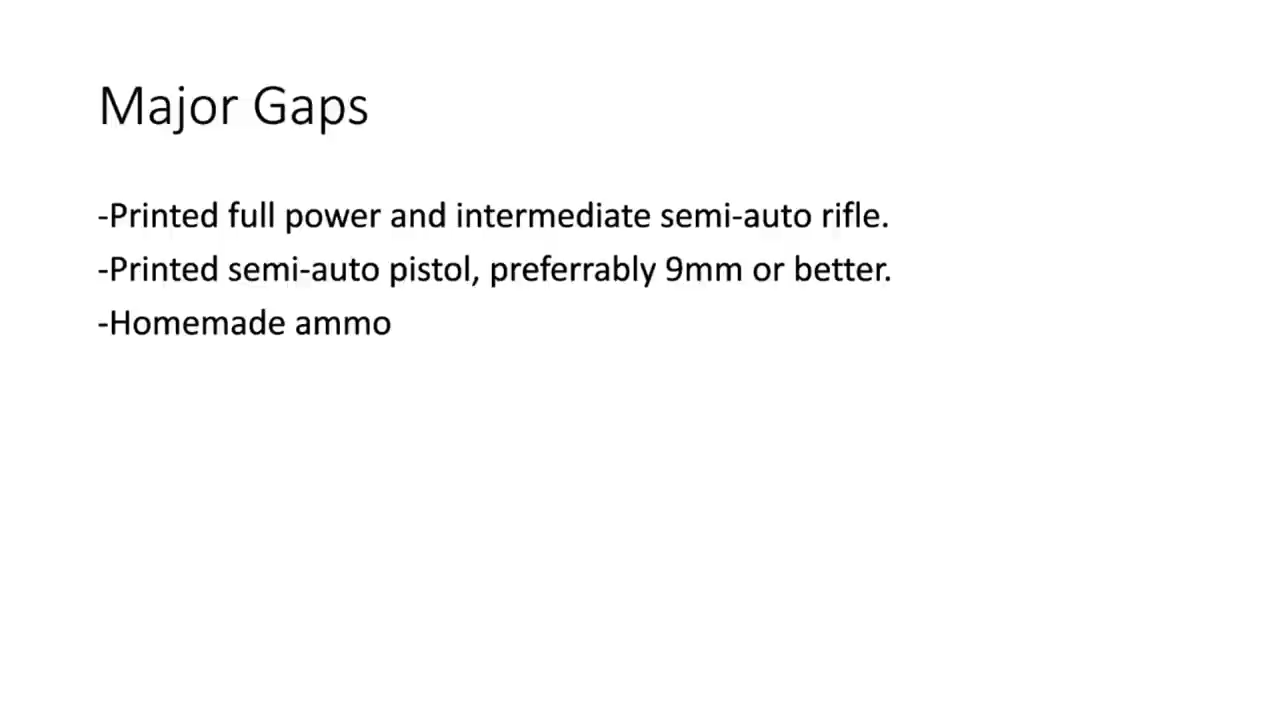 Major Gaps
-Printed full power and intermediate semi-auto rifle.
-Printed semi-auto pistol, preferrably 9mm or better.
-Homemade ammo